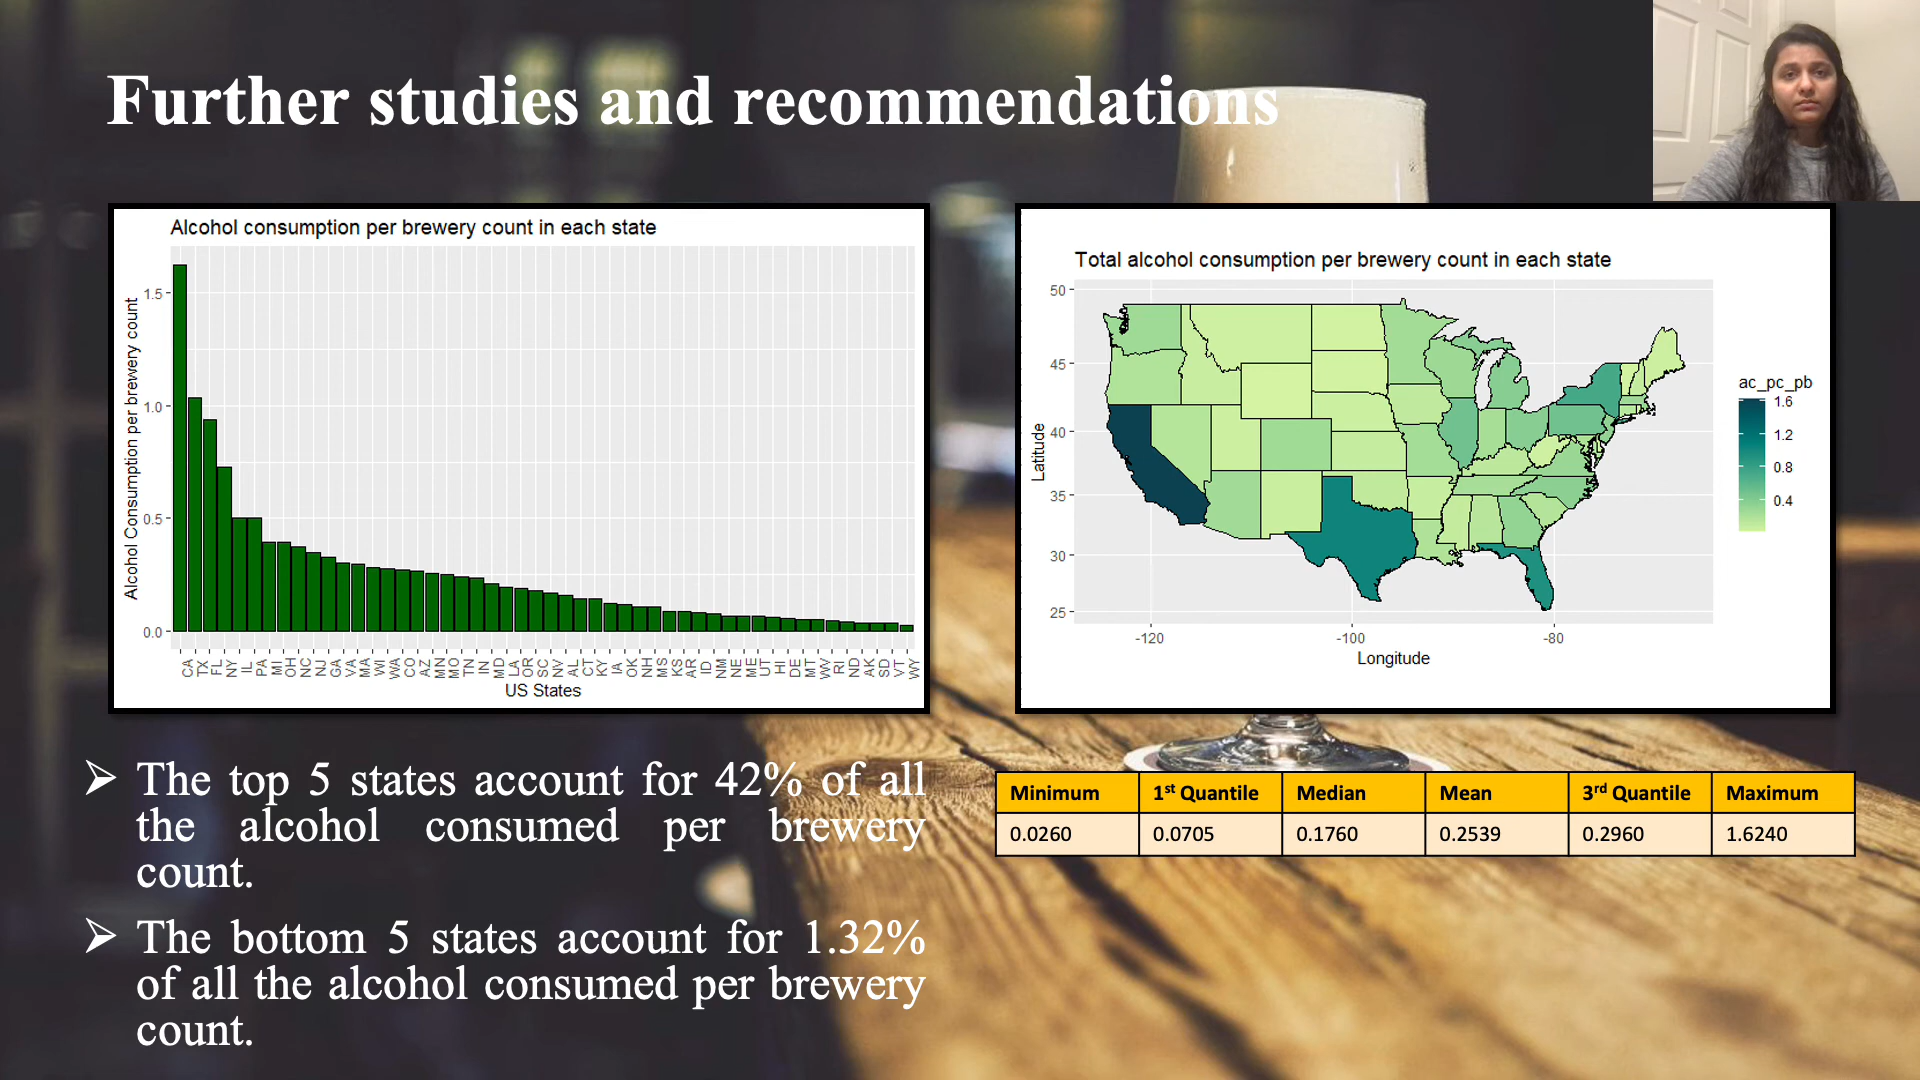 Further studies and recommendations
Alcohol consumption per brewery count in each state
Alcohol Consumption per brewery count
1.5
1.0
0.5
0.0
CA TX FL NY IL PA MI OH NC NJ GA VA MA WI WA CO AZ MN MO TN IN MD LA OR SC NV AL CT KY IA OK NH MS KS AR ID NM NE ME UT HI DE MT WV RI ND AK SD VT WY
US States
Total alcohol consumption per brewery count in each state
Latitude
50
45
40
35
30
25
-120 -100 -80
Longitude
ac_pc_pb
1.6
1.2
0.8
0.4
➢ The top 5 states account for 42% of all
the alcohol consumed per brewery
count.
➢ The bottom 5 states account for 1.32%
of all the alcohol consumed per brewery
count.
Minimum 1st Quantile Median Mean 3rd Quantile Maximum
0.0260 0.0705 0.1760 0.2539 0.2960 1.6240